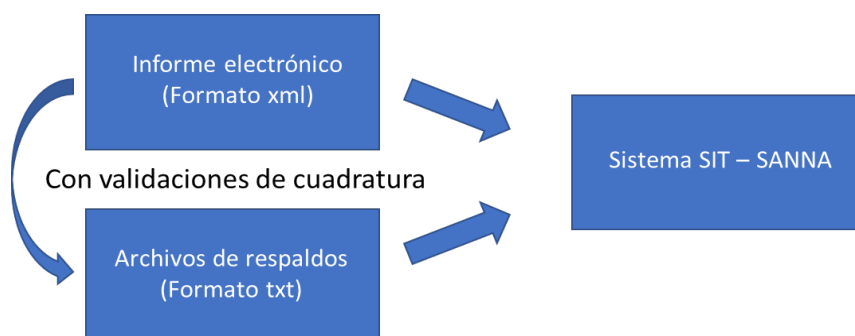 Informe electrónico
(Formato xml)
Con validaciones de cuadratura
Archivos de respaldos
(Formato txt)
Sistema SIT – SANNA